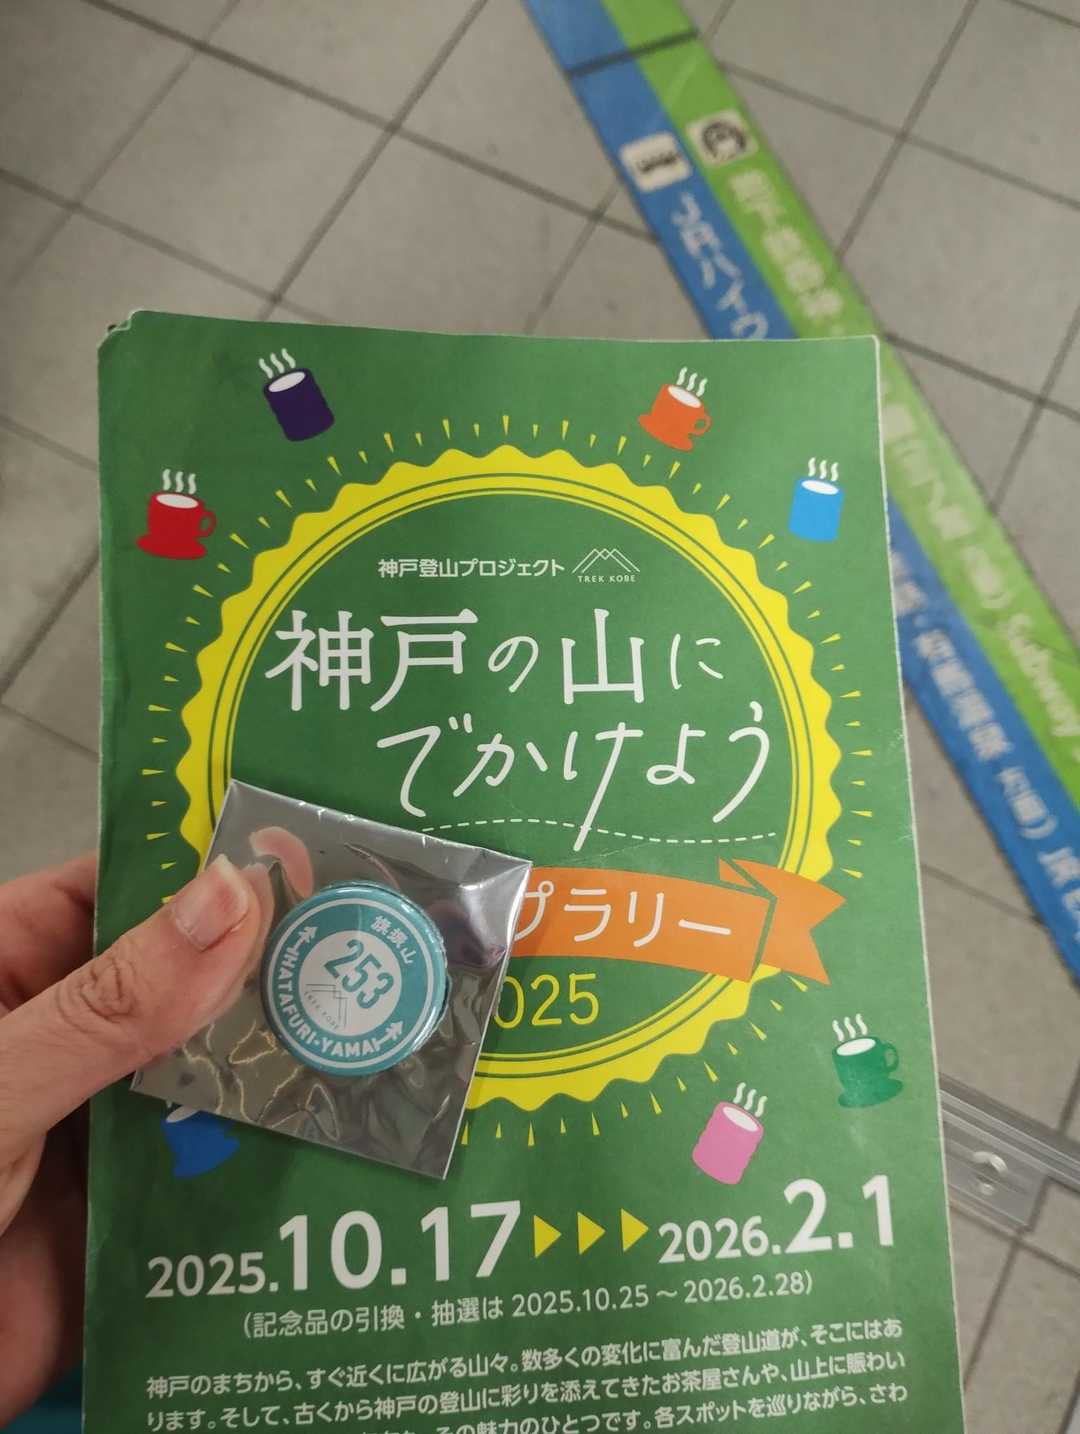 神戸登山プロジェクト
TREK KOBE
神戸の山に
でかけよう
プラリー
2025
旗振山
253
TREK KOBE
HATAFURI-YAMA
2025.10.17 2026.2.1
(記念品の引換・抽選は 2025.10.25 ~ 2026.2.28)
神戸のまちから、すぐ近くに広がる山々。数多くの変化に富んだ登山道が、そこにはあ
ります。そして、古くから神戸の登山に彩りを添えてきたお茶屋さんや、山上に賑わい
その魅力のひとつです。各スポットを巡りながら、さわ
Subway